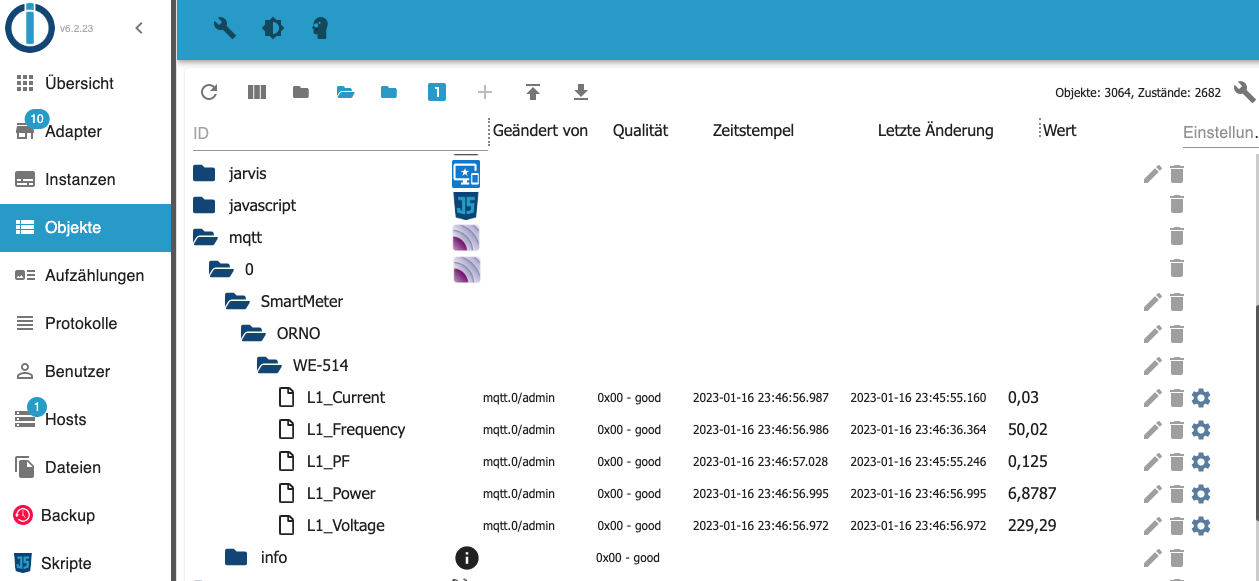 v6.2.23
Übersicht
10
Adapter
Instanzen
Objekte
Aufzählungen
Protokolle
Benutzer
1
Hosts
Dateien
Backup
Skripte
1
Objekte: 3064, Zustände: 2682
ID Geändert von Qualität Zeitstempel Letzte Änderung Wert Einstellun.
jarvis
javascript JS
mqtt
0
SmartMeter
ORNO
WE-514
L1_Current mqtt.0/admin 0x00 - good 2023-01-16 23:46:56.987 2023-01-16 23:45:55.160 0,03
L1_Frequency mqtt.0/admin 0x00 - good 2023-01-16 23:46:56.986 2023-01-16 23:46:36.364 50,02
L1_PF mqtt.0/admin 0x00 - good 2023-01-16 23:46:57.028 2023-01-16 23:45:55.246 0,125
L1_Power mqtt.0/admin 0x00 - good 2023-01-16 23:46:56.995 2023-01-16 23:46:56.995 6,8787
L1_Voltage mqtt.0/admin 0x00 - good 2023-01-16 23:46:56.972 2023-01-16 23:46:56.972 229,29
info 0x00 - good